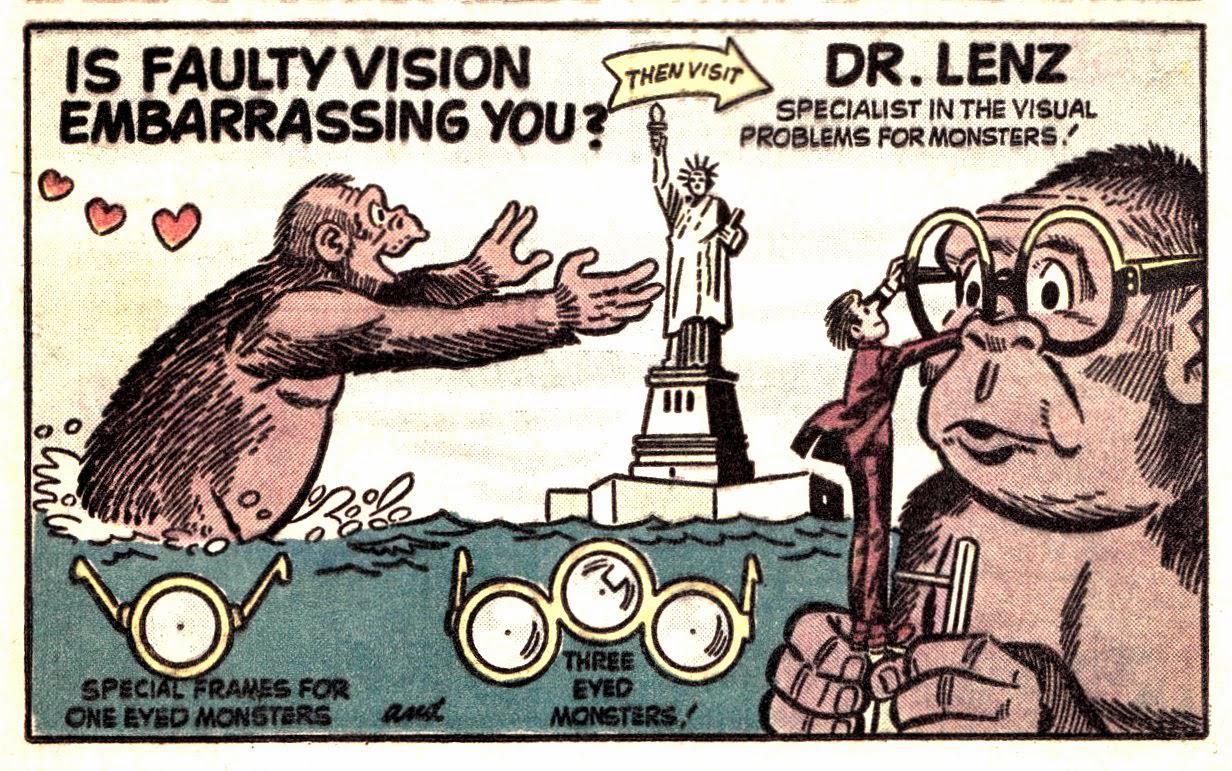 IS FAULTY VISION
EMBARRASSING YOU?
THEN VISIT
DR. LENZ
SPECIALIST IN THE VISUAL
PROBLEMS FOR MONSTERS!
SPECIAL FRAMES FOR
ONE EYED MONSTERS
and
THREE
EYED
MONSTERS!